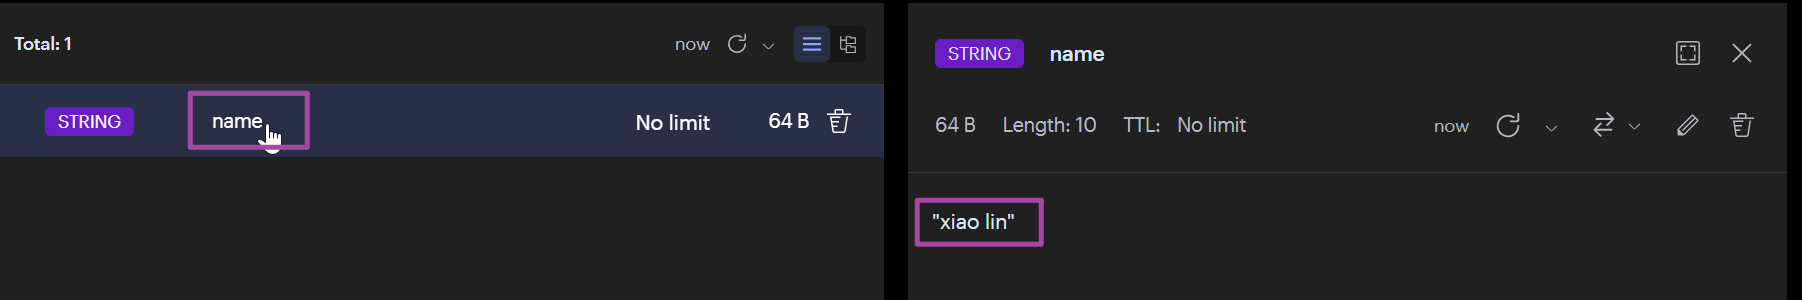 Total: 1
now
STRING name No limit 64 B
STRING name
64 B Length: 10 TTL: No limit now
"xiao lin"